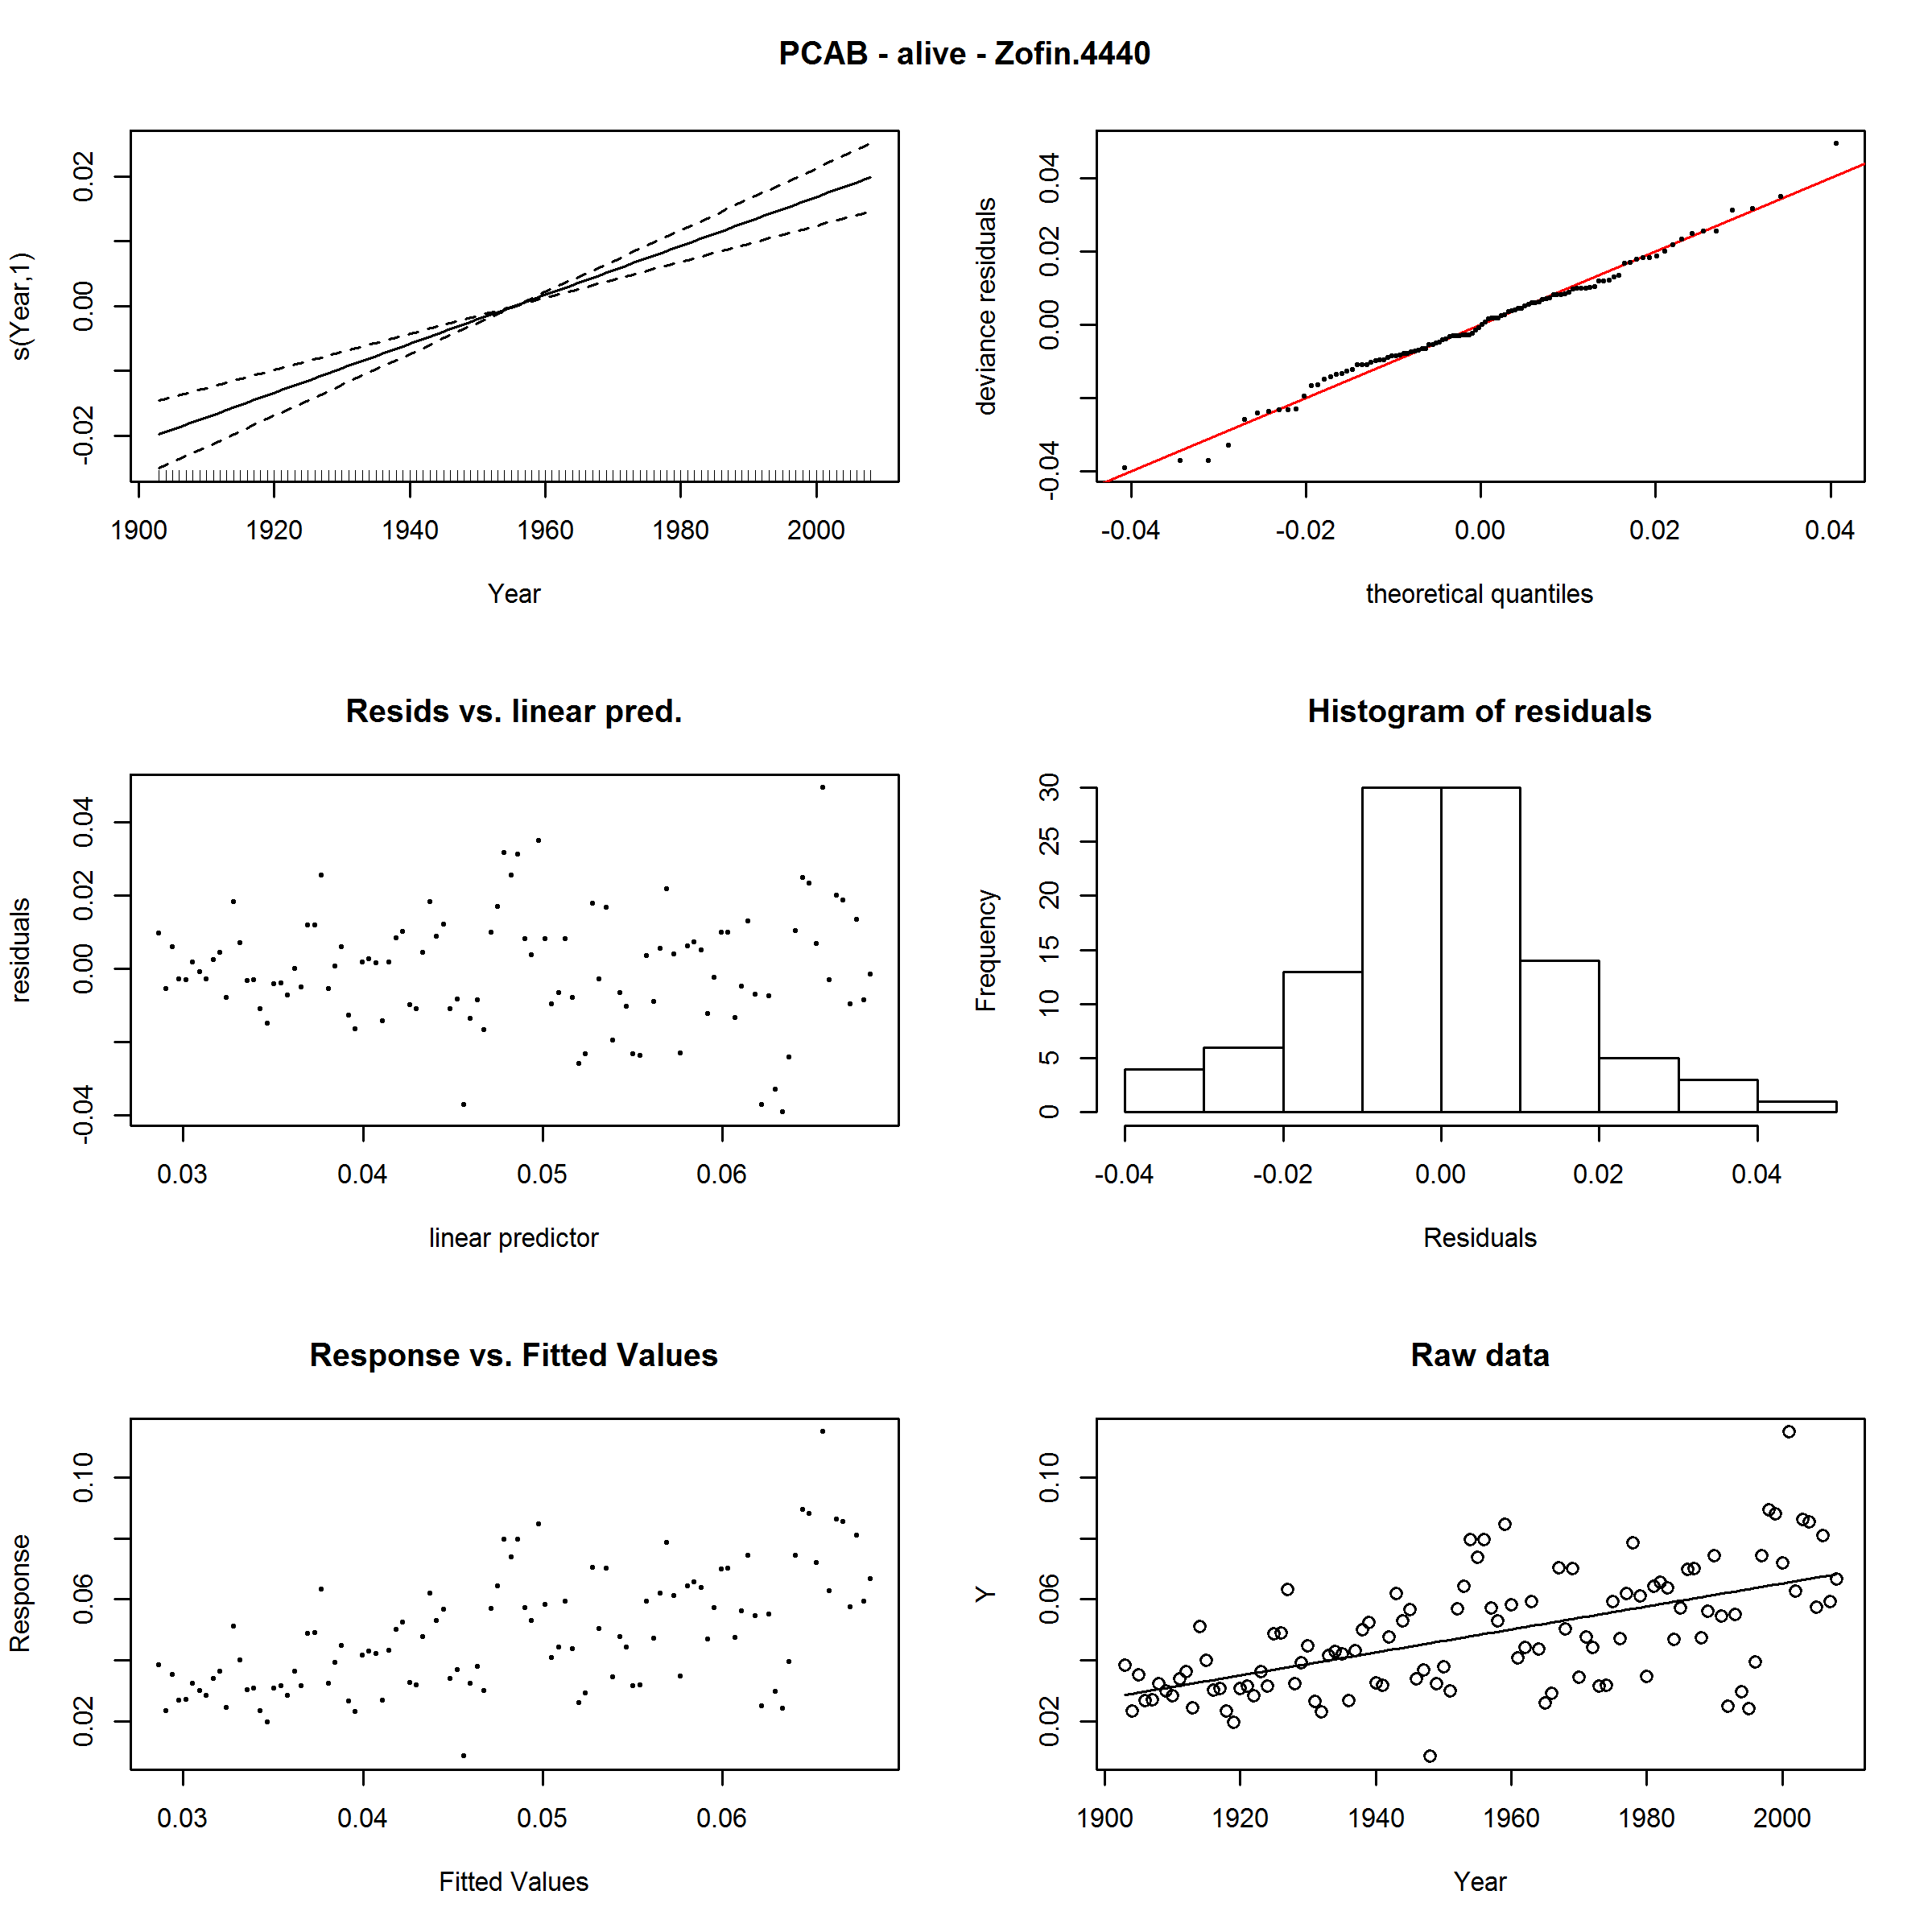 PCAB - alive - Zofin.4440
s(Year,1)
0.02
0.00
-0.02
1900 1920 1940 1960 1980 2000
Year
deviance residuals
0.04
0.02
0.00
-0.04
-0.04 -0.02 0.00 0.02 0.04
theoretical quantiles
Resids vs. linear pred.
residuals
0.04
0.02
0.00
-0.04
0.03 0.04 0.05 0.06
linear predictor
Histogram of residuals
Frequency
30
25
20
15
10
5
0
-0.04 -0.02 0.00 0.02 0.04
Residuals
Response vs. Fitted Values
Response
0.10
0.06
0.02
0.03 0.04 0.05 0.06
Fitted Values
Raw data
Y
0.10
0.06
0.02
1900 1920 1940 1960 1980 2000
Year